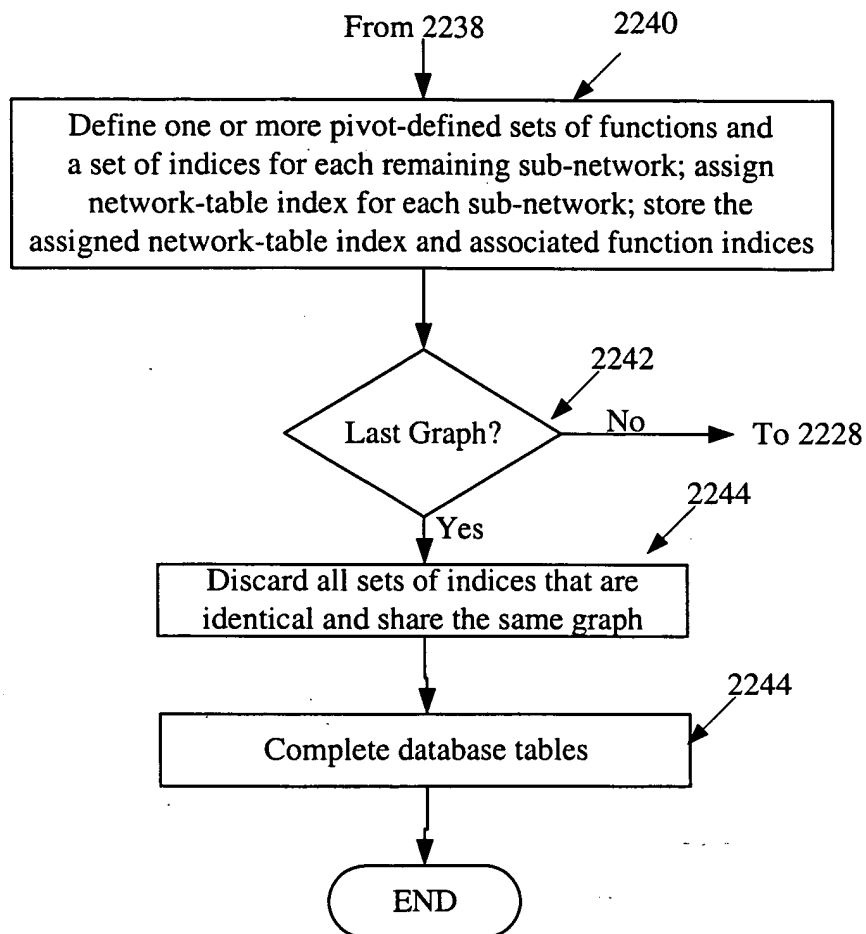 From 2238
2240
Define one or more pivot-defined sets of functions and
a set of indices for each remaining sub-network; assign
network-table index for each sub-network; store the
assigned network-table index and associated function indices
2242
Last Graph?
No
To 2228
Yes
2244
Discard all sets of indices that are
identical and share the same graph
2244
Complete database tables
END